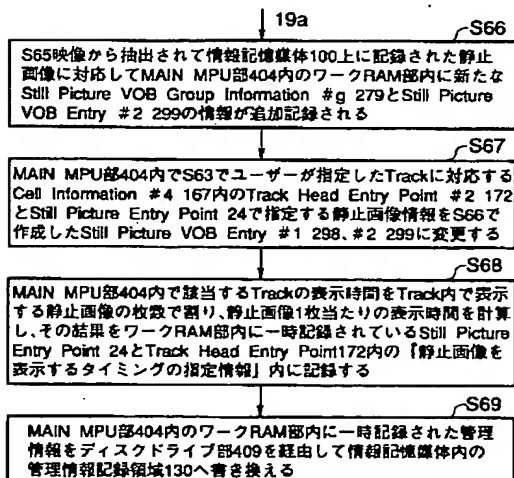 19a
S66
S65映像から抽出されて情報記憶媒体100上に記録された静止
画像に対応してMAIN MPU部404内のワークRAM部内に新たな
Still Picture VOB Group Information #g 279とStill Picture
VOB Entry #2 299の情報が追加記録される
S67
MAIN MPU部404内でS63でユーザーが指定したTrackに対応する
Cell Information #4 167内のTrack Head Entry Point #2 172
とStill Picture Entry Point 24で指定する静止画像情報をS66で
作成したStill Picture VOB Entry #1 298、#2 299に変更する
S68
MAIN MPU部404内で該当するTrackの表示時間をTrack内で表示
する静止画像の枚数で割り、静止画像1枚当たりの表示時間を計算
し、その結果をワークRAM部内に一時記録されているStill Picture
Entry Point 24とTrack Head Entry Point172内の『静止画像を
表示するタイミングの指定情報』内に記録する
S69
MAIN MPU部404内のワークRAM部内に一時記録された管理
情報をディスクドライブ部409を経由して情報記憶媒体内の
管理情報記録領域130へ書き換える